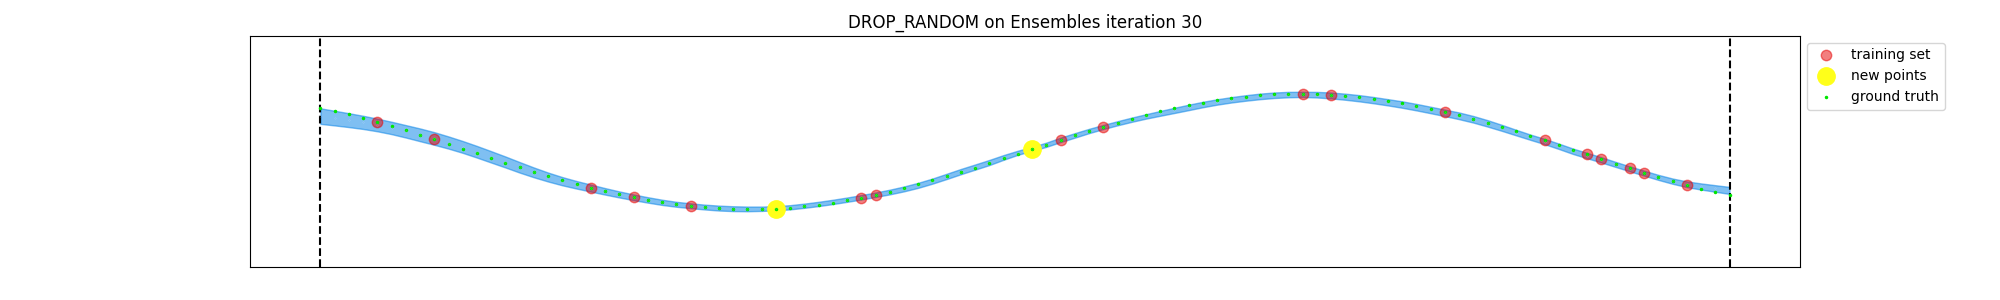 DROP_RANDOM on Ensembles iteration 30
training set
new points
ground truth